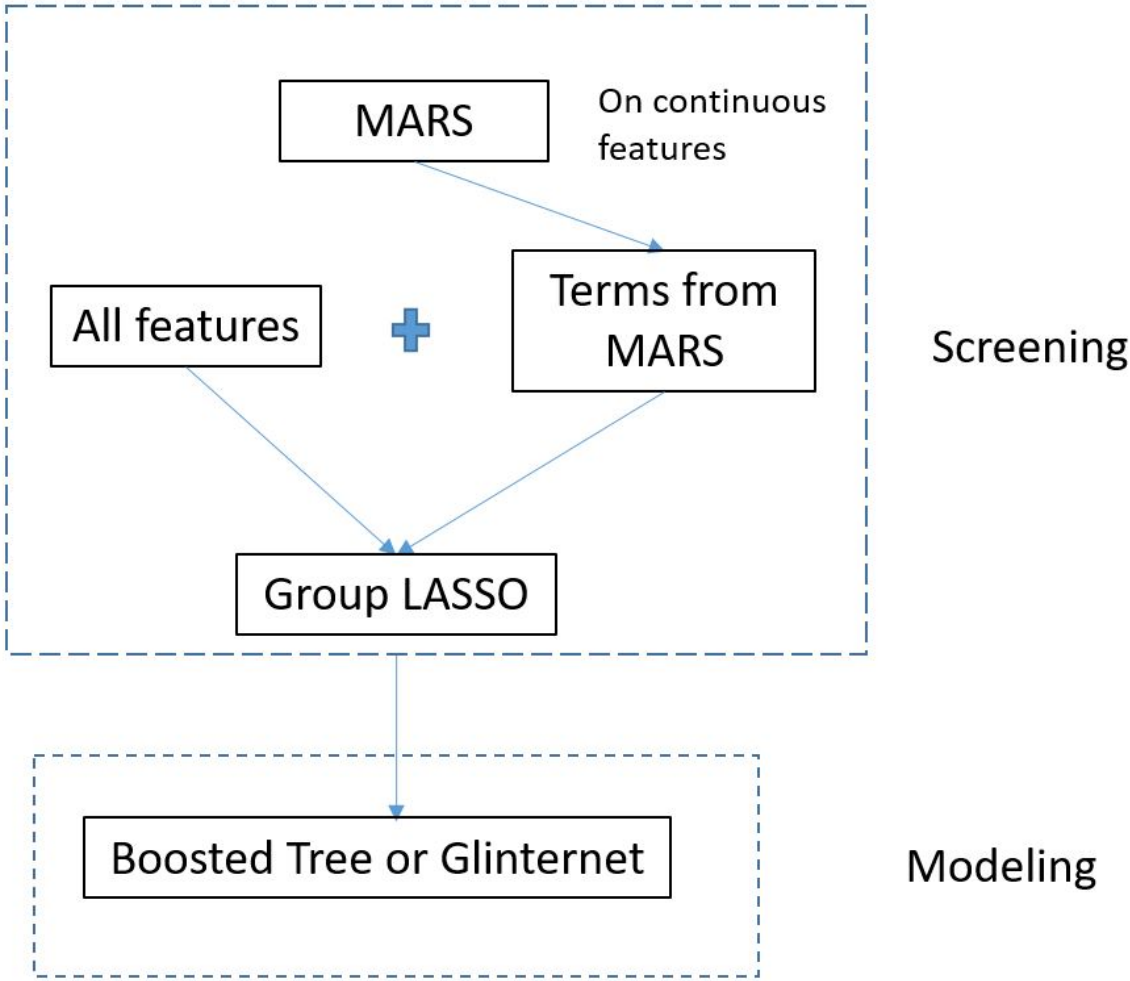 MARS
On continuous
features
Terms from
MARS
All features
Screening
Group LASSO
Boosted Tree or Glinternet
Modeling